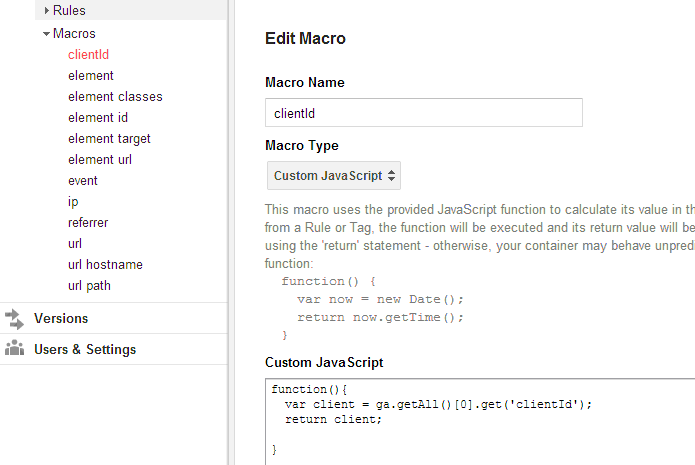 Rules
Macros
clientId
element
element classes
element id
element target
element url
event
ip
referrer
url
url hostname
url path
Versions
Users & Settings
Edit Macro
Macro Name
clientId
Macro Type
Custom JavaScript
This macro uses the provided JavaScript function to calculate its value in th
from a Rule or Tag, the function will be executed and its return value will be
using the 'return' statement - otherwise, your container may behave unpredi
function:
function() {
var now = new Date();
return now.getTime();
}
Custom JavaScript
function(){
var client = ga.getAll()[0].get('clientId');
return client;
}